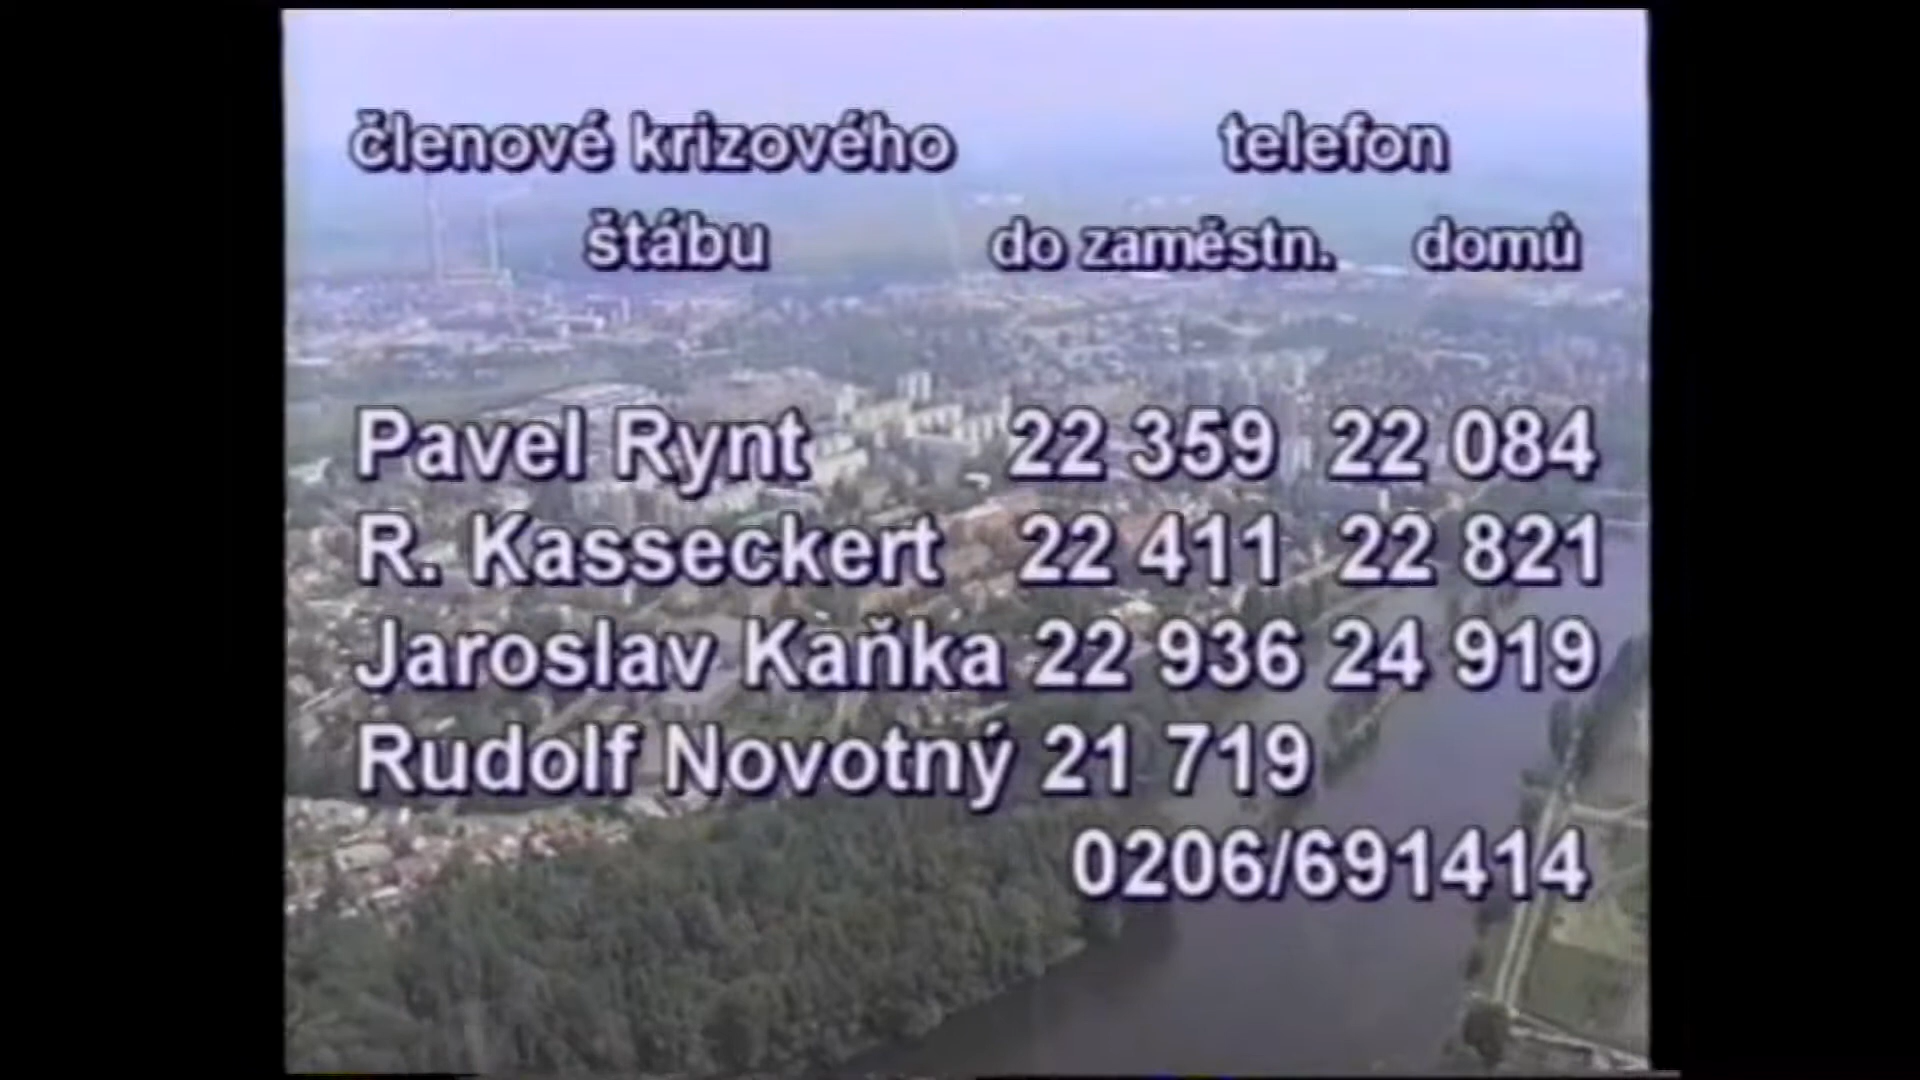 členové krizového telefon
štábu do zaměstn. domů
Pavel Rynt 22 359 22 084
R. Kasseckert 22 411 22 821
Jaroslav Kaňka 22 936 24 919
Rudolf Novotný 21 719
0206/691414